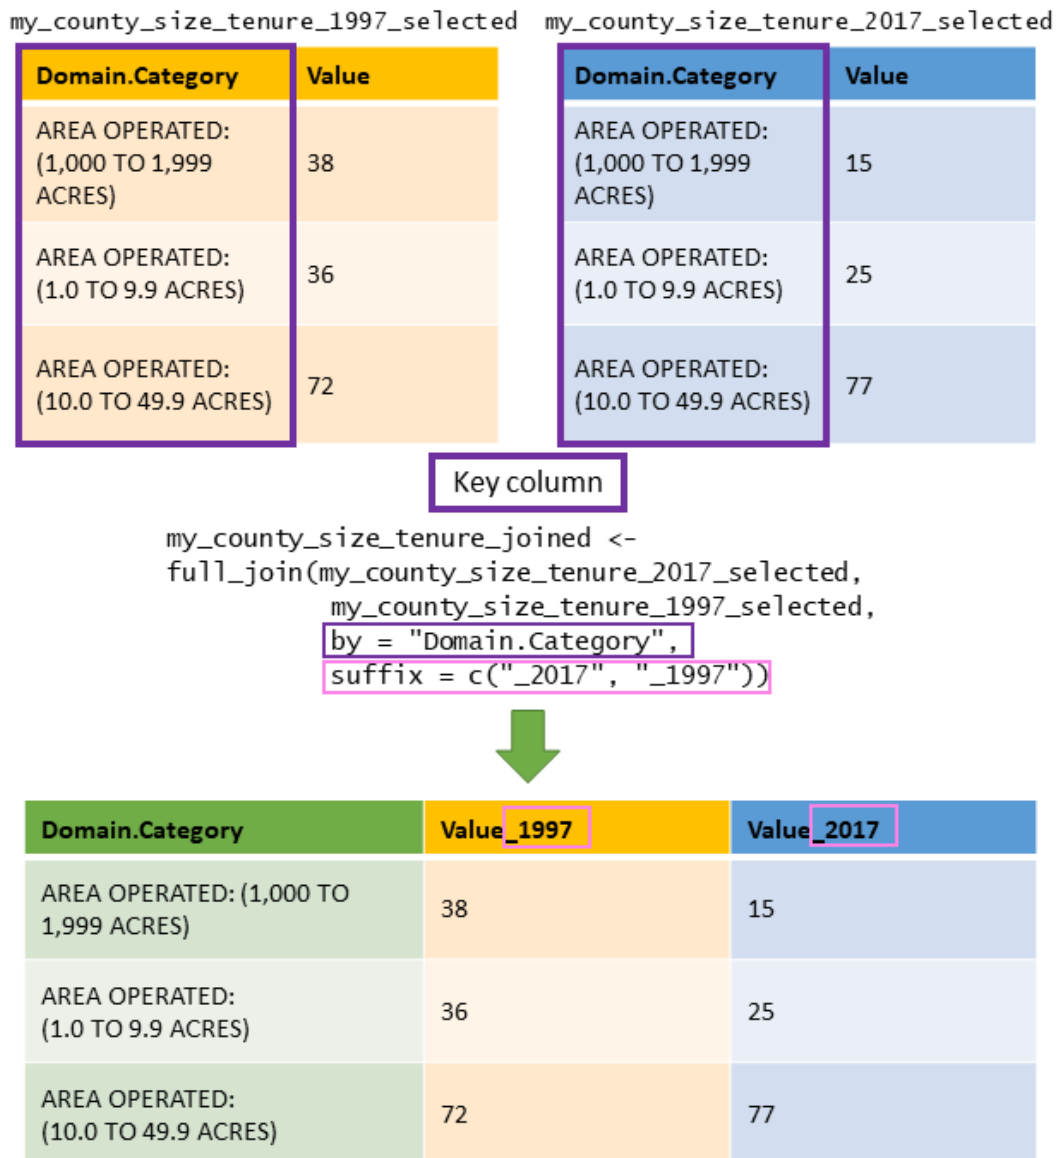 my_county_size_tenure_1997_selected
my_county_size_tenure_2017_selected
Domain.Category Value
AREA OPERATED:
(1,000 TO 1,999
ACRES)
38
AREA OPERATED:
(1.0 TO 9.9 ACRES)
36
AREA OPERATED:
(10.0 TO 49.9 ACRES)
72
Domain.Category Value
AREA OPERATED:
(1,000 TO 1,999
ACRES)
15
AREA OPERATED:
(1.0 TO 9.9 ACRES)
25
AREA OPERATED:
(10.0 TO 49.9 ACRES)
77
Key column
my_county_size_tenure_joined <-
full_join(my_county_size_tenure_2017_selected,
my_county_size_tenure_1997_selected,
by = "Domain.Category",
suffix = c("_2017", "_1997"))
Domain.Category Value_1997 Value_2017
AREA OPERATED: (1,000 TO
1,999 ACRES)
38 15
AREA OPERATED:
(1.0 TO 9.9 ACRES)
36 25
AREA OPERATED:
(10.0 TO 49.9 ACRES)
72 77